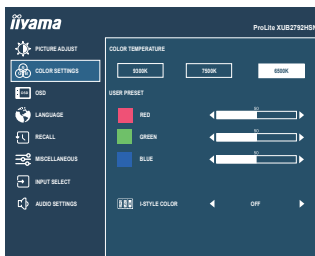 iiyama
ProLite XUB2792HSN
PICTURE ADJUST
COLOR SETTINGS
OSD
LANGUAGE
RECALL
MISCELLANEOUS
INPUT SELECT
AUDIO SETTINGS
COLOR TEMPERATURE
9300K 7500K 6500K
USER PRESET
RED
GREEN
BLUE
I-STYLE COLOR OFF